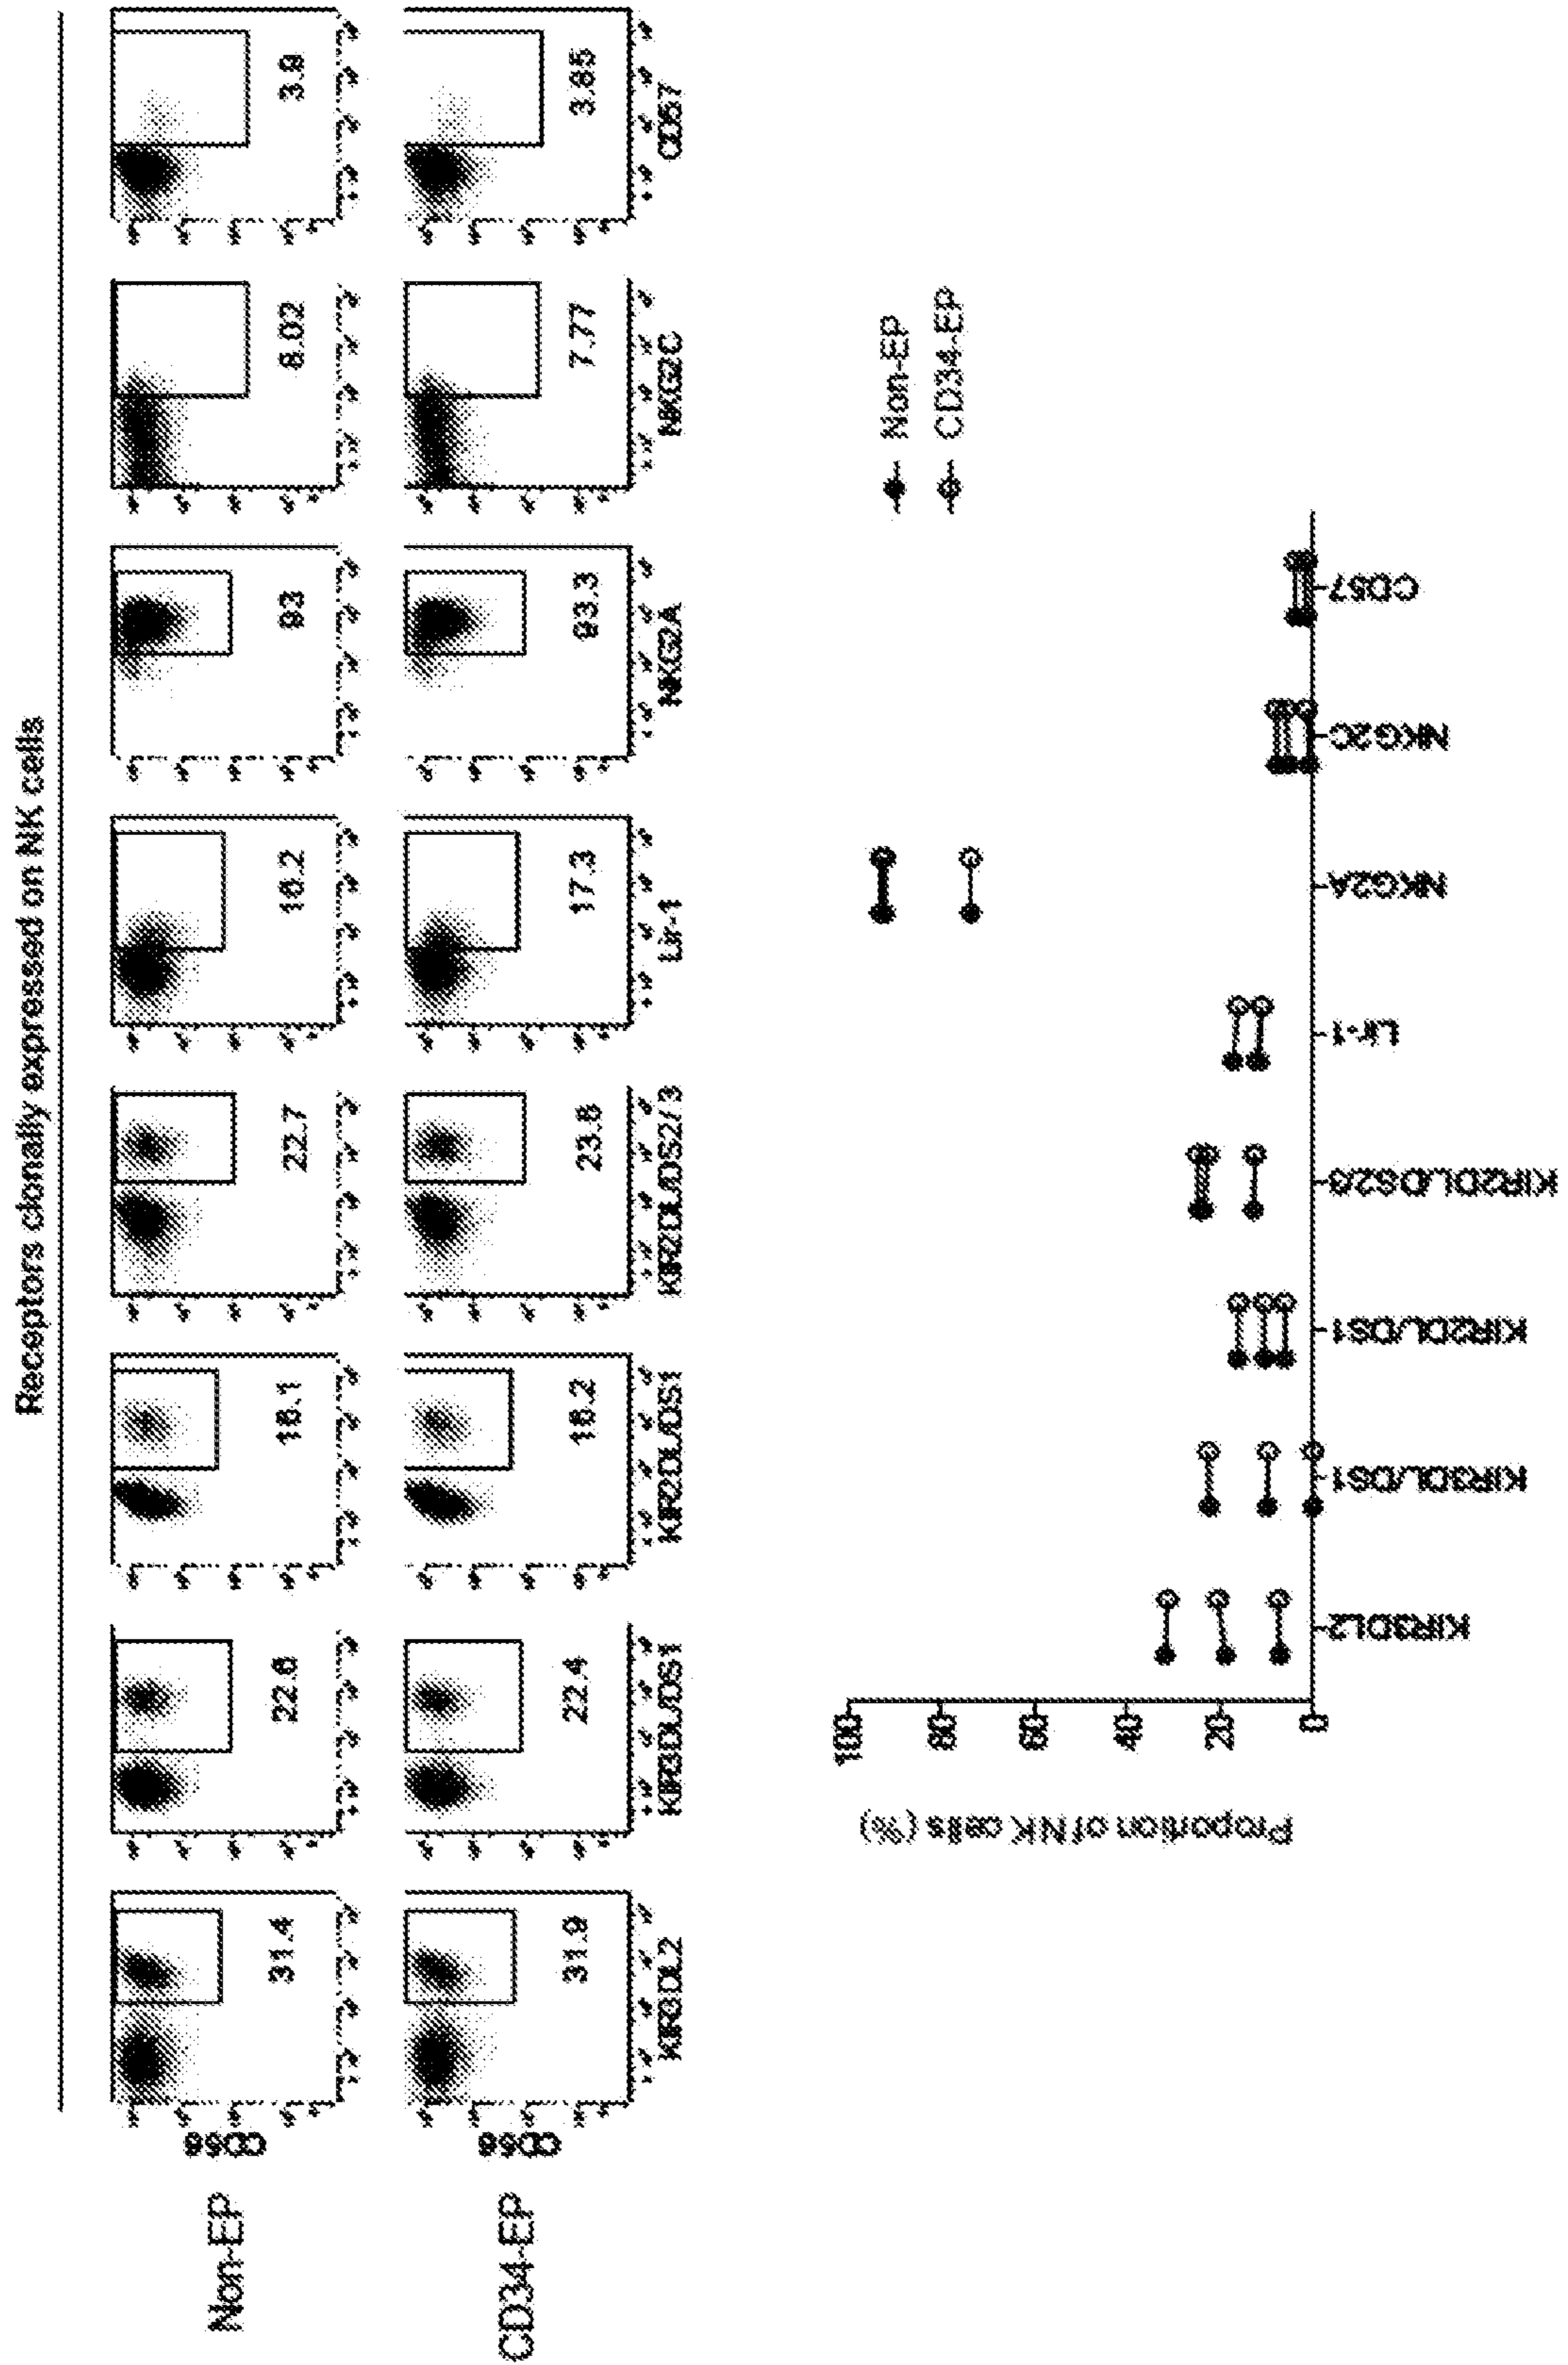 Receptors clonally expressed on NK cells
Non-EP
CD56
31.4
22.6
16.1
22.7
16.2
93
8.02
3.9
CD34-EP
CD56
31.9
22.4
16.2
23.6
17.3
93.3
7.77
3.85
KIR3DL2
KIR3DL/DS1
KIR2DL/DS1
KIR2DL/DS2/3
Lir-1
NKG2A
NKG2C
CD57
Proportion of NK cells (%)
100
80
60
40
20
0
KIR3DL2
KIR3DL/DS1
KIR2DL/DS1
KIR2DL/DS2/3
Lir-1
NKG2A
NKG2C
CD57
Non-EP
CD34-EP